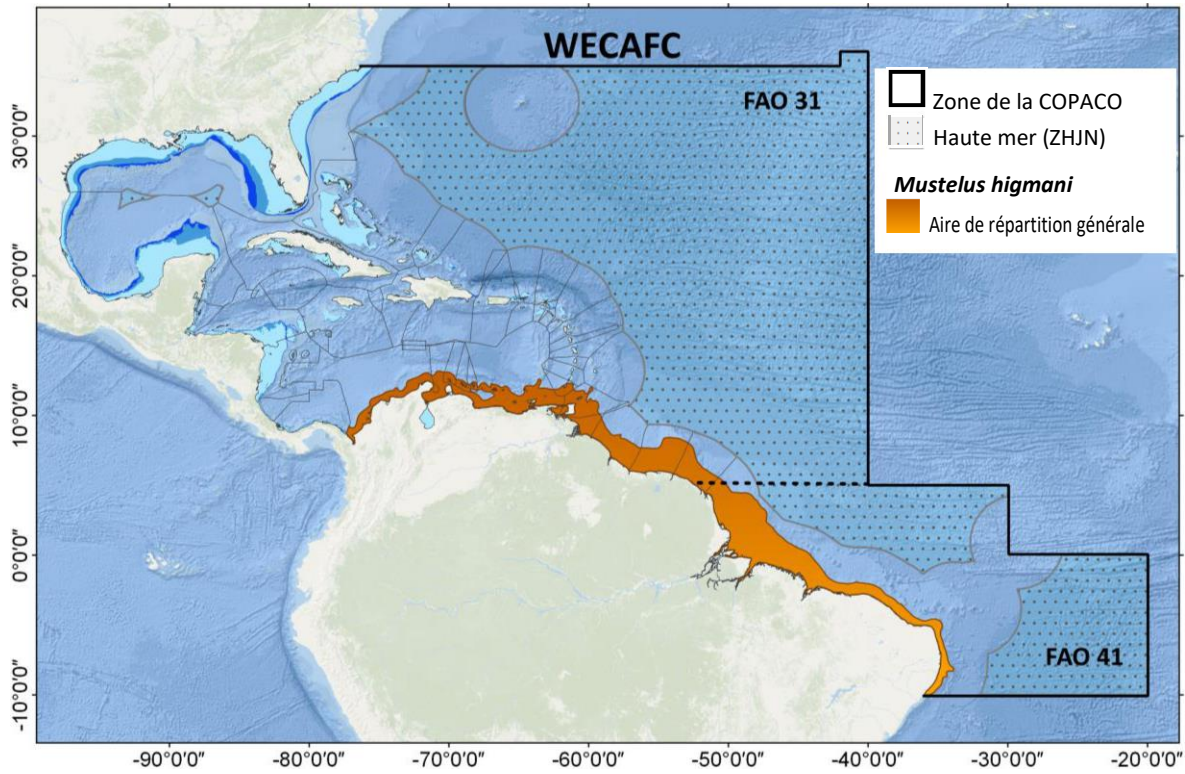 WECAFC
FAO 31
Zone de la COPACO
Haute mer (ZHJN)
Mustelus higmani
Aire de répartition générale
FAO 41
30°0'0"
20°0'0"
10°0'0"
0°0'0"
-10°0'0"
-90°0'0" -80°0'0" -70°0'0" -60°0'0" -50°0'0" -40°0'0" -30°0'0" -20°0'0"